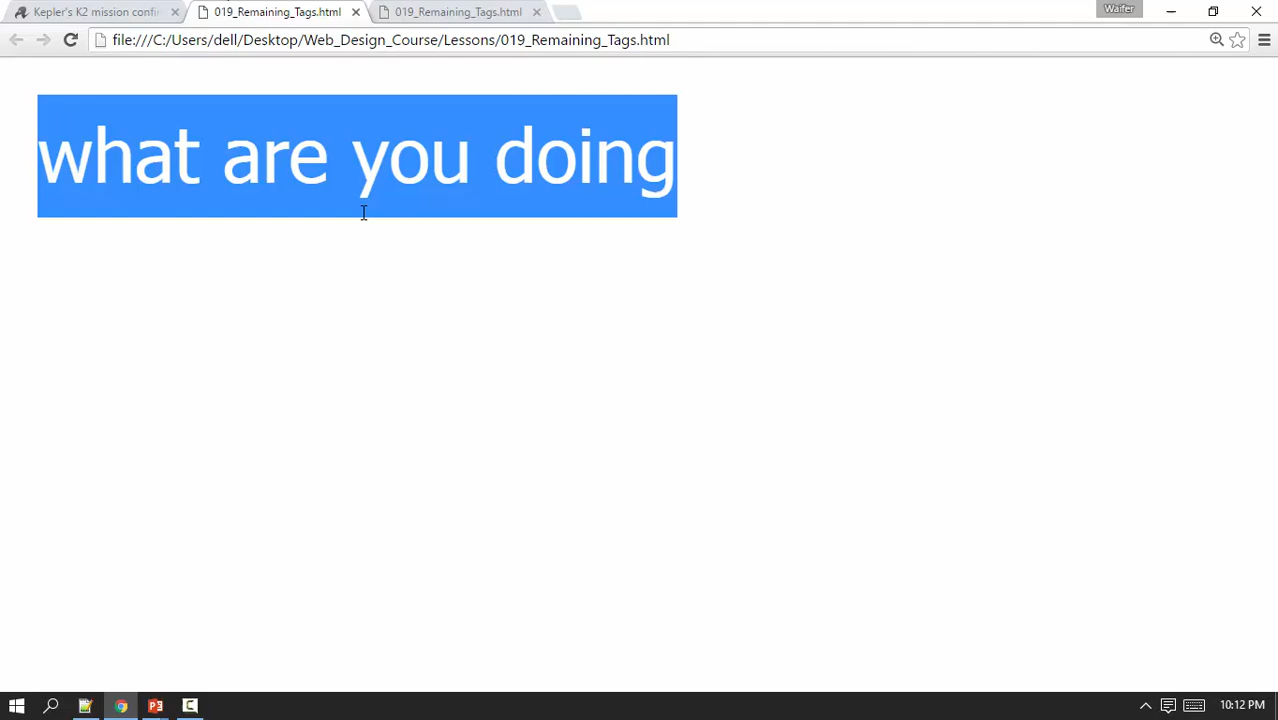 Kepler's K2 mission confi
019_Remaining_Tags.html
019_Remaining_Tags.html
Waifer
file:///C:/Users/dell/Desktop/Web_Design_Course/Lessons/019_Remaining_Tags.html
what are you doing
10:12 PM